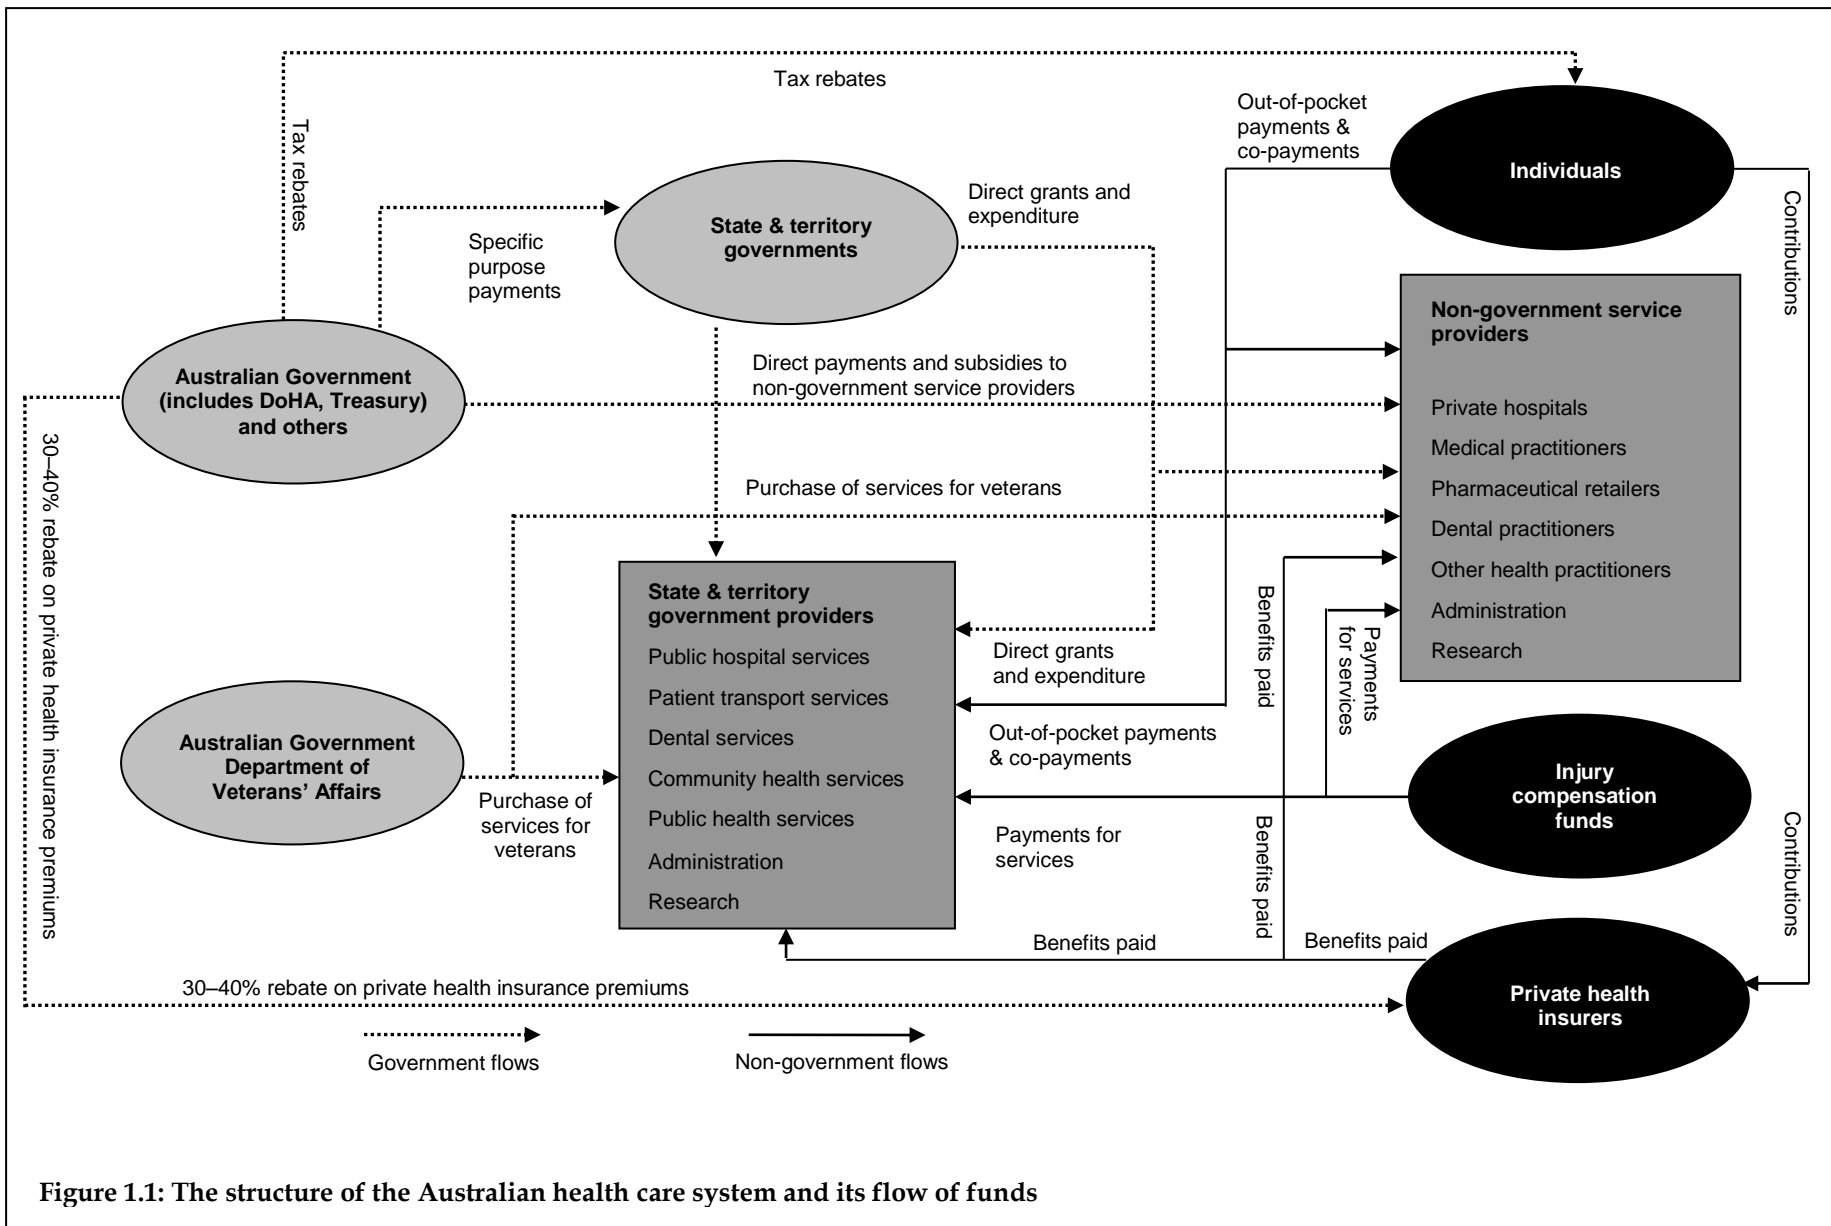 Tax rebates
Tax rebates
Out-of-pocket
payments &
co-payments
Individuals
Contributions
Direct grants and
expenditure
State & territory
governments
Specific
purpose
payments
Non-government service
providers
Private hospitals
Medical practitioners
Pharmaceutical retailers
Dental practitioners
Other health practitioners
Administration
Research
Direct payments and subsidies to
non-government service providers
Australian Government
(includes DoHA, Treasury)
and others
30–40% rebate on private health insurance premiums
Purchase of services for veterans
State & territory
government providers
Public hospital services
Patient transport services
Dental services
Community health services
Public health services
Administration
Research
Direct grants
and expenditure
Benefits paid
Payments
for services
Out-of-pocket payments
& co-payments
Australian Government
Department of
Veterans’ Affairs
Purchase of
services for
veterans
Injury
compensation
funds
Payments for
services
Benefits paid
Contributions
Benefits paid
Benefits paid
Private health
insurers
30–40% rebate on private health insurance premiums
Government flows
Non-government flows
Figure 1.1: The structure of the Australian health care system and its flow of funds